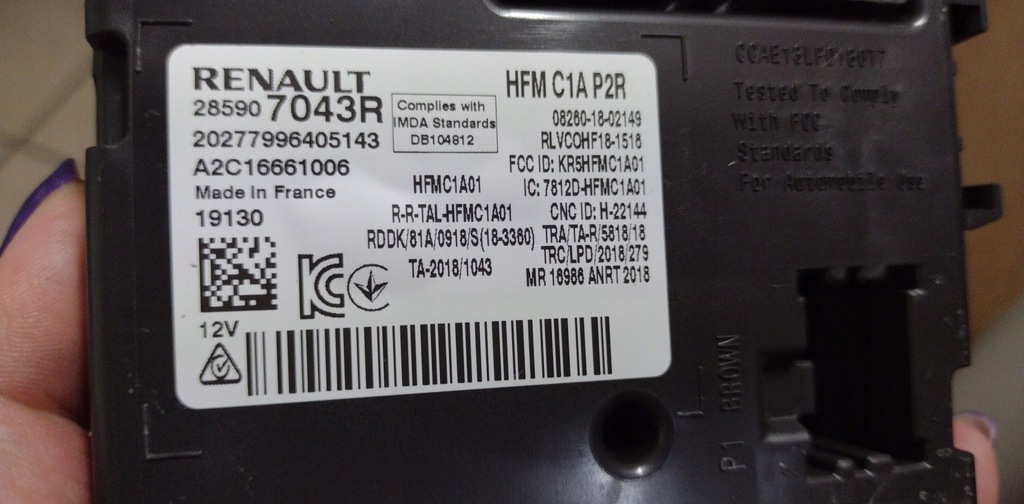 RENAULT
28590 7043R
20277996405143
A2C16661006
Made in France
19130
12V
Complies with
IMDA Standards
DB104812
HFMC1A01
R-R-TAL-HFMC1A01
RDDK/81A/0918/S(18-3360)
TA-2018/1043
HFM C1A P2R
08260-18-02149
RLVCOHF18-1516
FCC ID: KR5HFMC1A01
IC: 7812D-HFMC1A01
CNC ID: H-22144
TRA/TA-R/5818/18
TRC/LPD/2018/279
MR 16986 ANRT 2018
Tested To Comply
With FCC
Standards
For Automobile Use
P1 BROWN